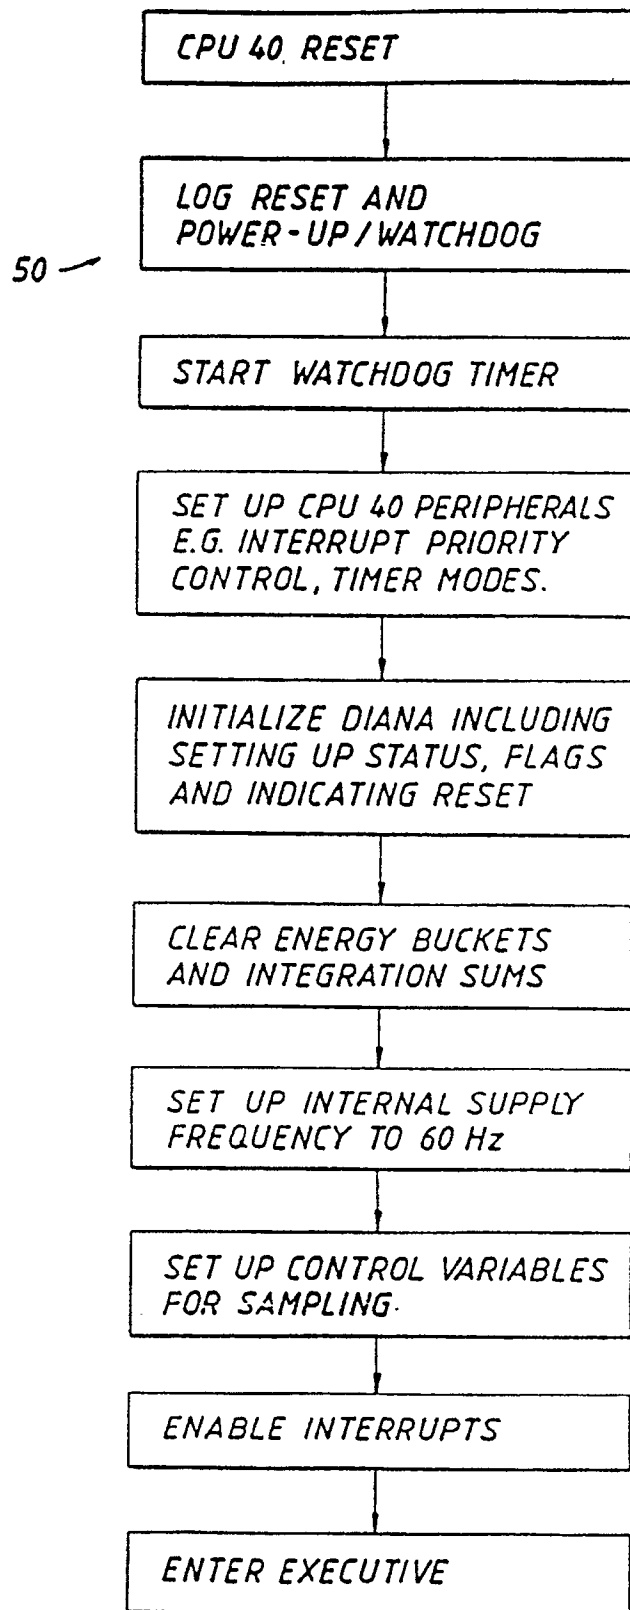 CPU 40. RESET
LOG RESET AND
POWER-UP/WATCHDOG
50
START WATCHDOG TIMER
SET UP CPU 40 PERIPHERALS
E.G. INTERRUPT PRIORITY
CONTROL, TIMER MODES.
INITIALIZE DIANA INCLUDING
SETTING UP STATUS, FLAGS
AND INDICATING RESET
CLEAR ENERGY BUCKETS
AND INTEGRATION SUMS
SET UP INTERNAL SUPPLY
FREQUENCY TO 60 Hz
SET UP CONTROL VARIABLES
FOR SAMPLING.
ENABLE INTERRUPTS
ENTER EXECUTIVE